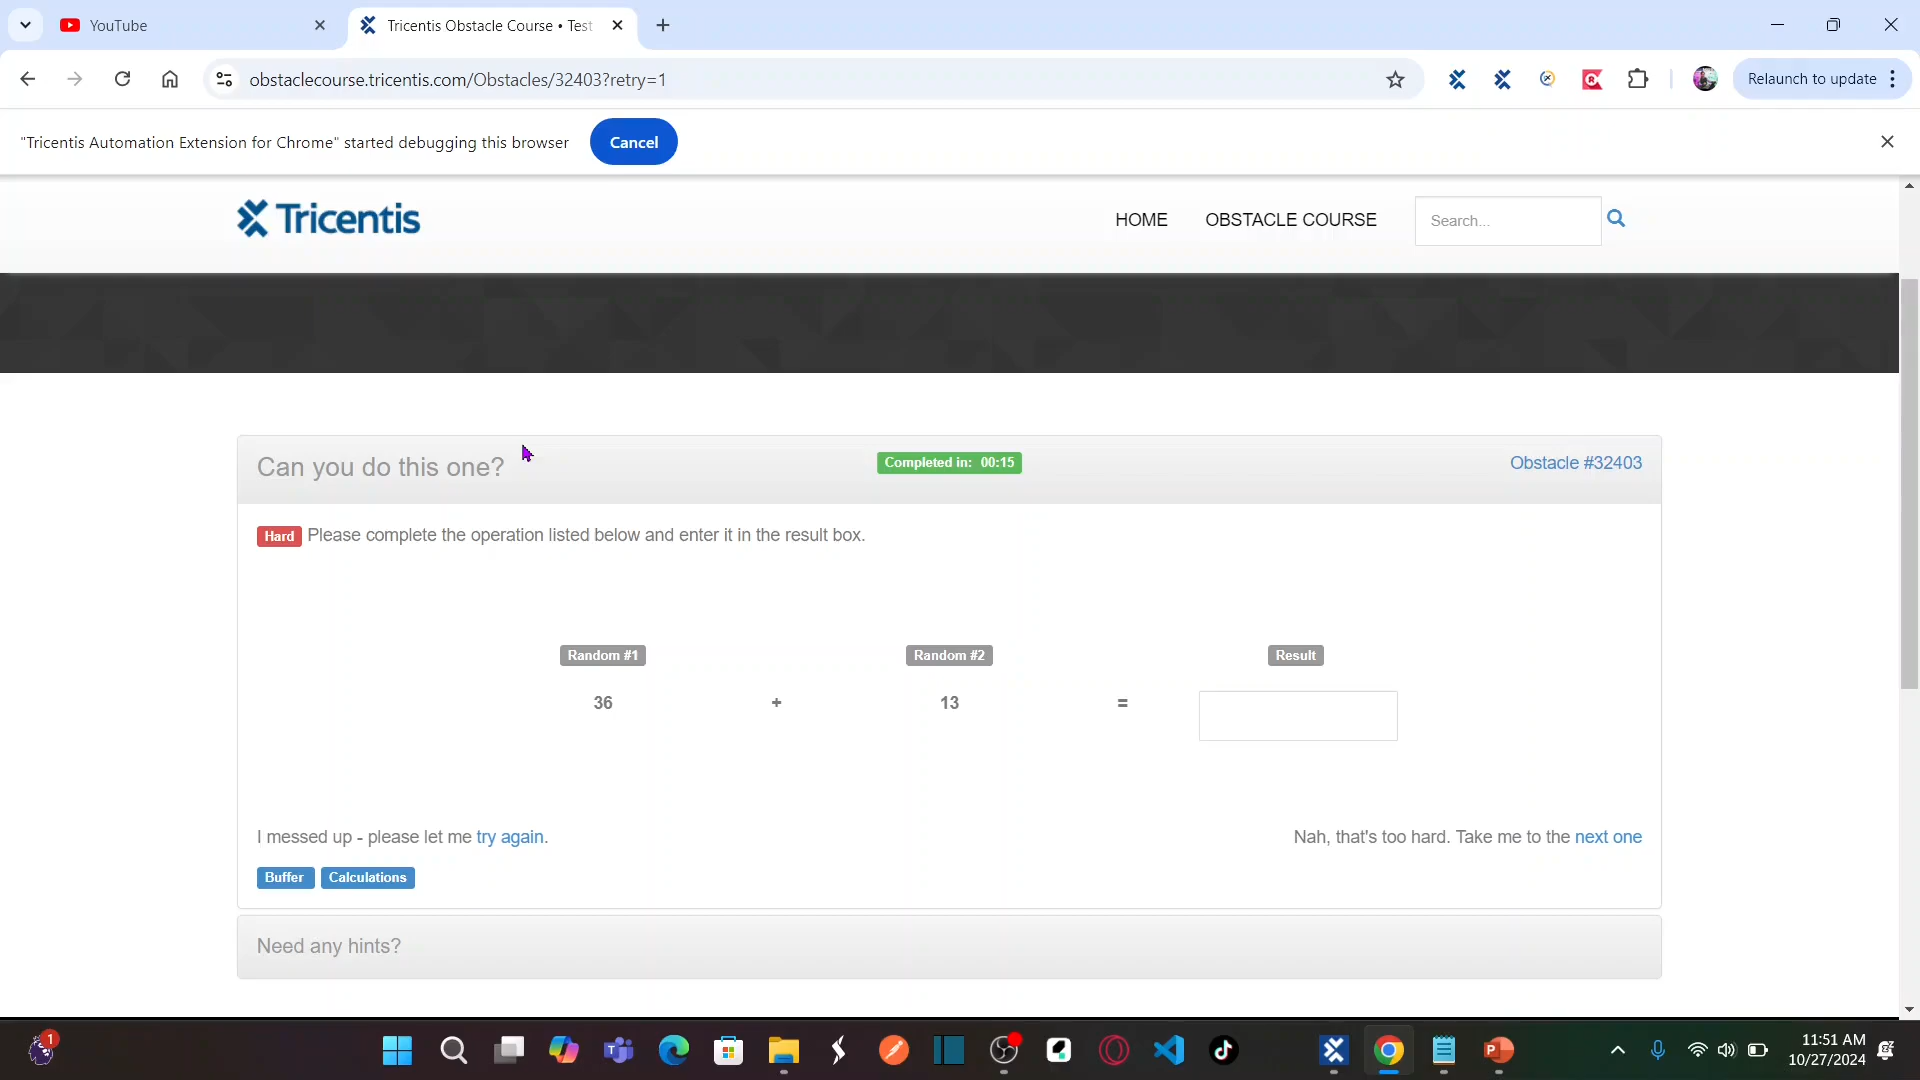 YouTube
Tricentis Obstacle Course • Test
obstaclecourse.tricentis.com/Obstacles/32403?retry=1
Relaunch to update
"Tricentis Automation Extension for Chrome" started debugging this browser
Cancel
Tricentis
HOME
OBSTACLE COURSE
Search...
Can you do this one?
Completed in: 00:15
Obstacle #32403
Hard Please complete the operation listed below and enter it in the result box.
Random #1
Random #2
Result
36 + 13 =
I messed up - please let me try again.
Nah, that's too hard. Take me to the next one
Buffer
Calculations
Need any hints?
1
11:51 AM
10/27/2024